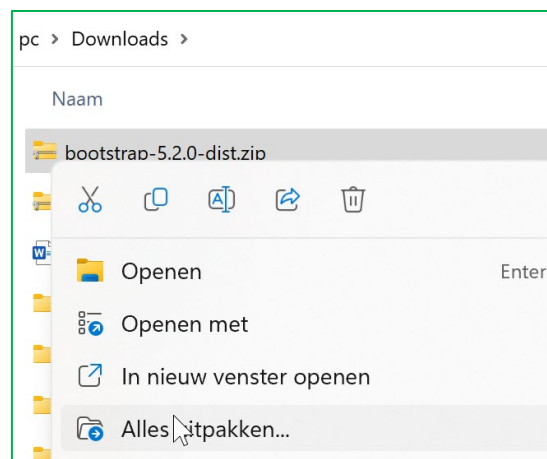 pc > Downloads >
Naam
bootstrap-5.2.0-dist.zip
Openen Enter
Openen met
In nieuw venster openen
Alles uitpakken...